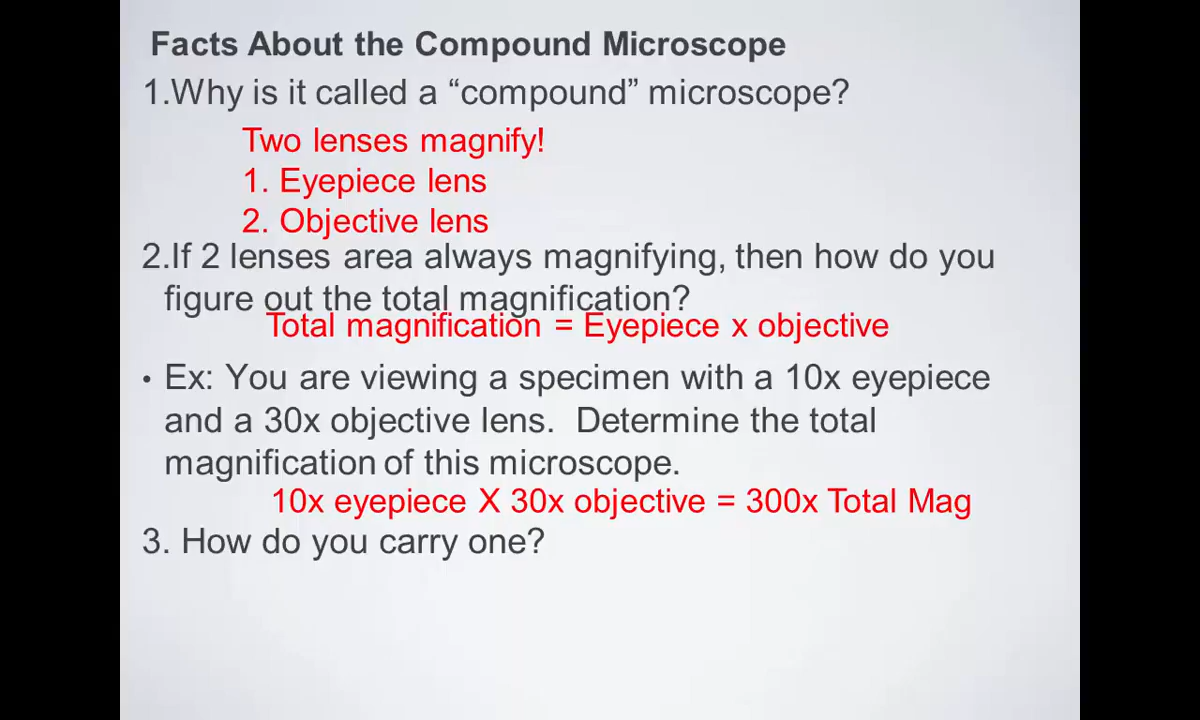 Facts About the Compound Microscope
1.Why is it called a “compound” microscope?
Two lenses magnify!
1. Eyepiece lens
2. Objective lens
2.If 2 lenses area always magnifying, then how do you
figure out the total magnification?
Total magnification = Eyepiece x objective
• Ex: You are viewing a specimen with a 10x eyepiece
and a 30x objective lens.  Determine the total
magnification of this microscope.
10x eyepiece X 30x objective = 300x Total Mag
3. How do you carry one?